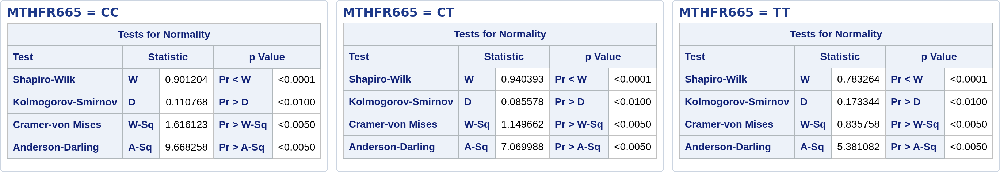 MTHFR665 = CC
Tests for Normality
Test Statistic p Value
Shapiro-Wilk W 0.901204 Pr < W <0.0001
Kolmogorov-Smirnov D 0.110768 Pr > D <0.0100
Cramer-von Mises W-Sq 1.616123 Pr > W-Sq <0.0050
Anderson-Darling A-Sq 9.668258 Pr > A-Sq <0.0050
MTHFR665 = CT
Tests for Normality
Test Statistic p Value
Shapiro-Wilk W 0.940393 Pr < W <0.0001
Kolmogorov-Smirnov D 0.085578 Pr > D <0.0100
Cramer-von Mises W-Sq 1.149662 Pr > W-Sq <0.0050
Anderson-Darling A-Sq 7.069988 Pr > A-Sq <0.0050
MTHFR665 = TT
Tests for Normality
Test Statistic p Value
Shapiro-Wilk W 0.783264 Pr < W <0.0001
Kolmogorov-Smirnov D 0.173344 Pr > D <0.0100
Cramer-von Mises W-Sq 0.835758 Pr > W-Sq <0.0050
Anderson-Darling A-Sq 5.381082 Pr > A-Sq <0.0050